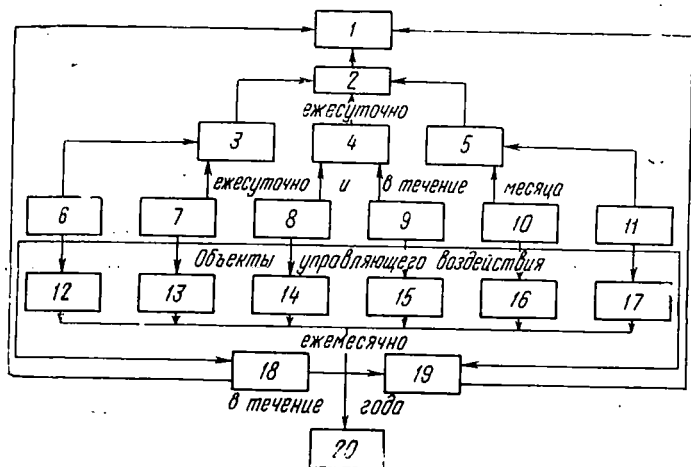 1
2
ежесуточно
3 4 5
ежесуточно и в течение месяца
6 7 8 9 10 11
Объекты управляющего воздействия
12 13 14 15 16 17
ежемесячно
18 19
в течение года
20